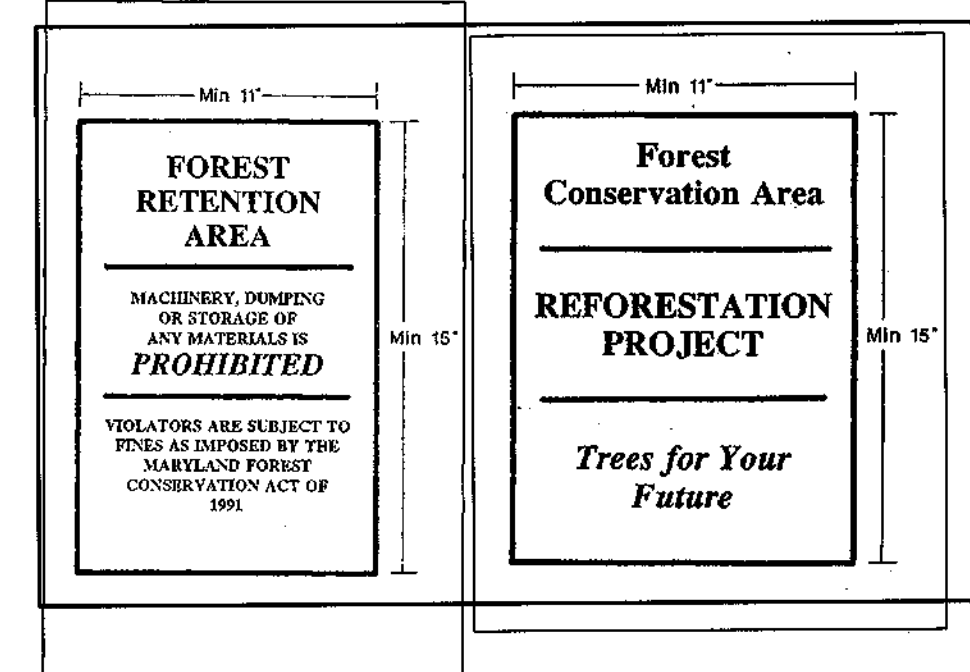 Min 11"
FOREST
RETENTION
AREA
MACHINERY, DUMPING
OR STORAGE OF
ANY MATERIALS IS
PROHIBITED
VIOLATORS ARE SUBJECT TO
FINES AS IMPOSED BY THE
MARYLAND FOREST
CONSERVATION ACT OF
1991
Min 15"
Min 11"
Forest
Conservation Area
REFORESTATION
PROJECT
Trees for Your
Future
Min 15"